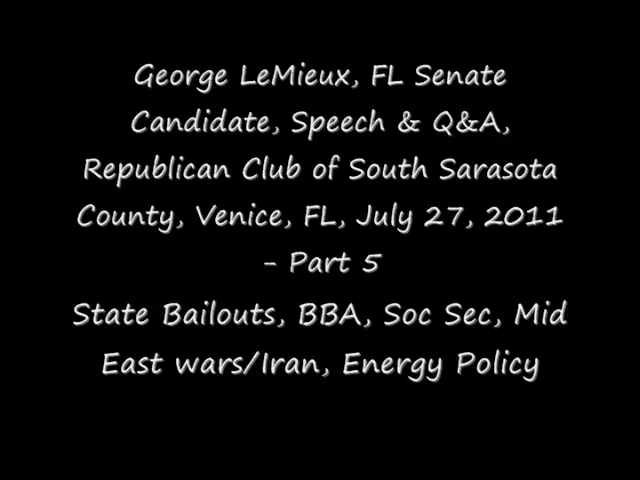 George LeMieux, FL Senate
Candidate, Speech & Q&A,
Republican Club of South Sarasota
County, Venice, FL, July 27, 2011
- Part 5
State Bailouts, BBA, Soc Sec, Mid
East wars/Iran, Energy Policy